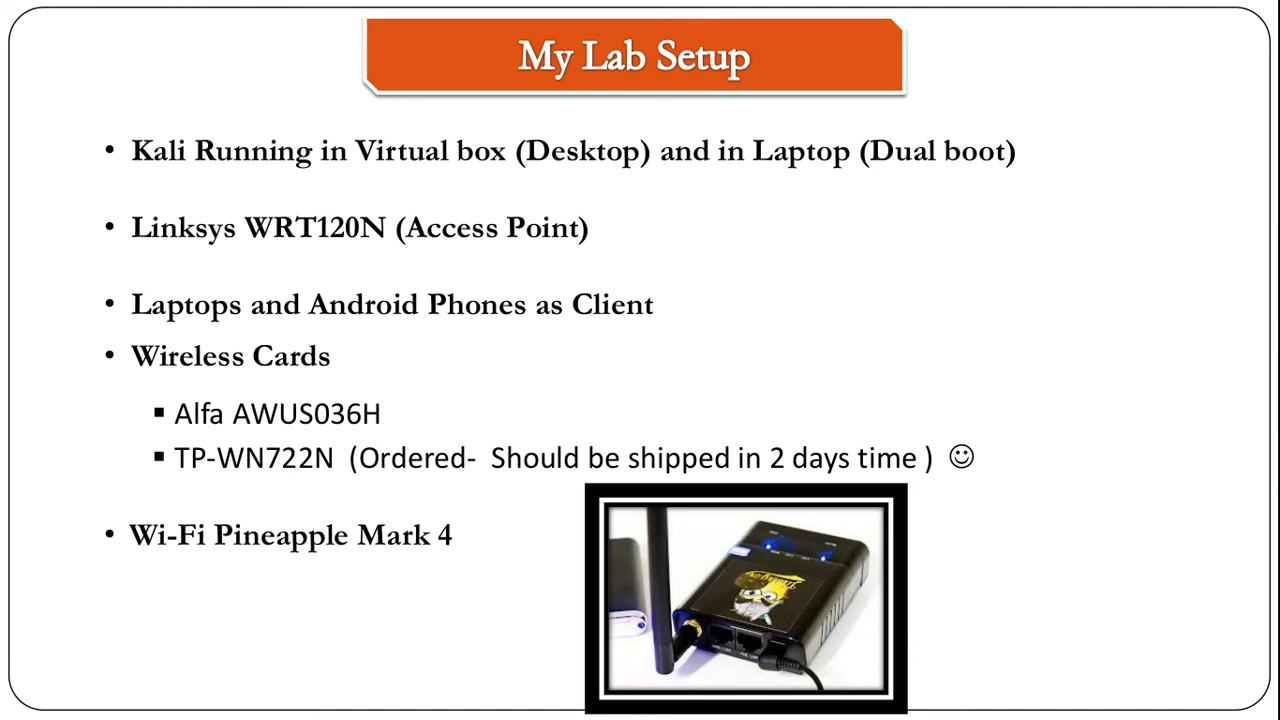 My Lab Setup
• Kali Running in Virtual box (Desktop) and in Laptop (Dual boot)
• Linksys WRT120N (Access Point)
• Laptops and Android Phones as Client
• Wireless Cards
▪ Alfa AWUS036H
▪ TP-WN722N (Ordered- Should be shipped in 2 days time ) ☺
• Wi-Fi Pineapple Mark 4